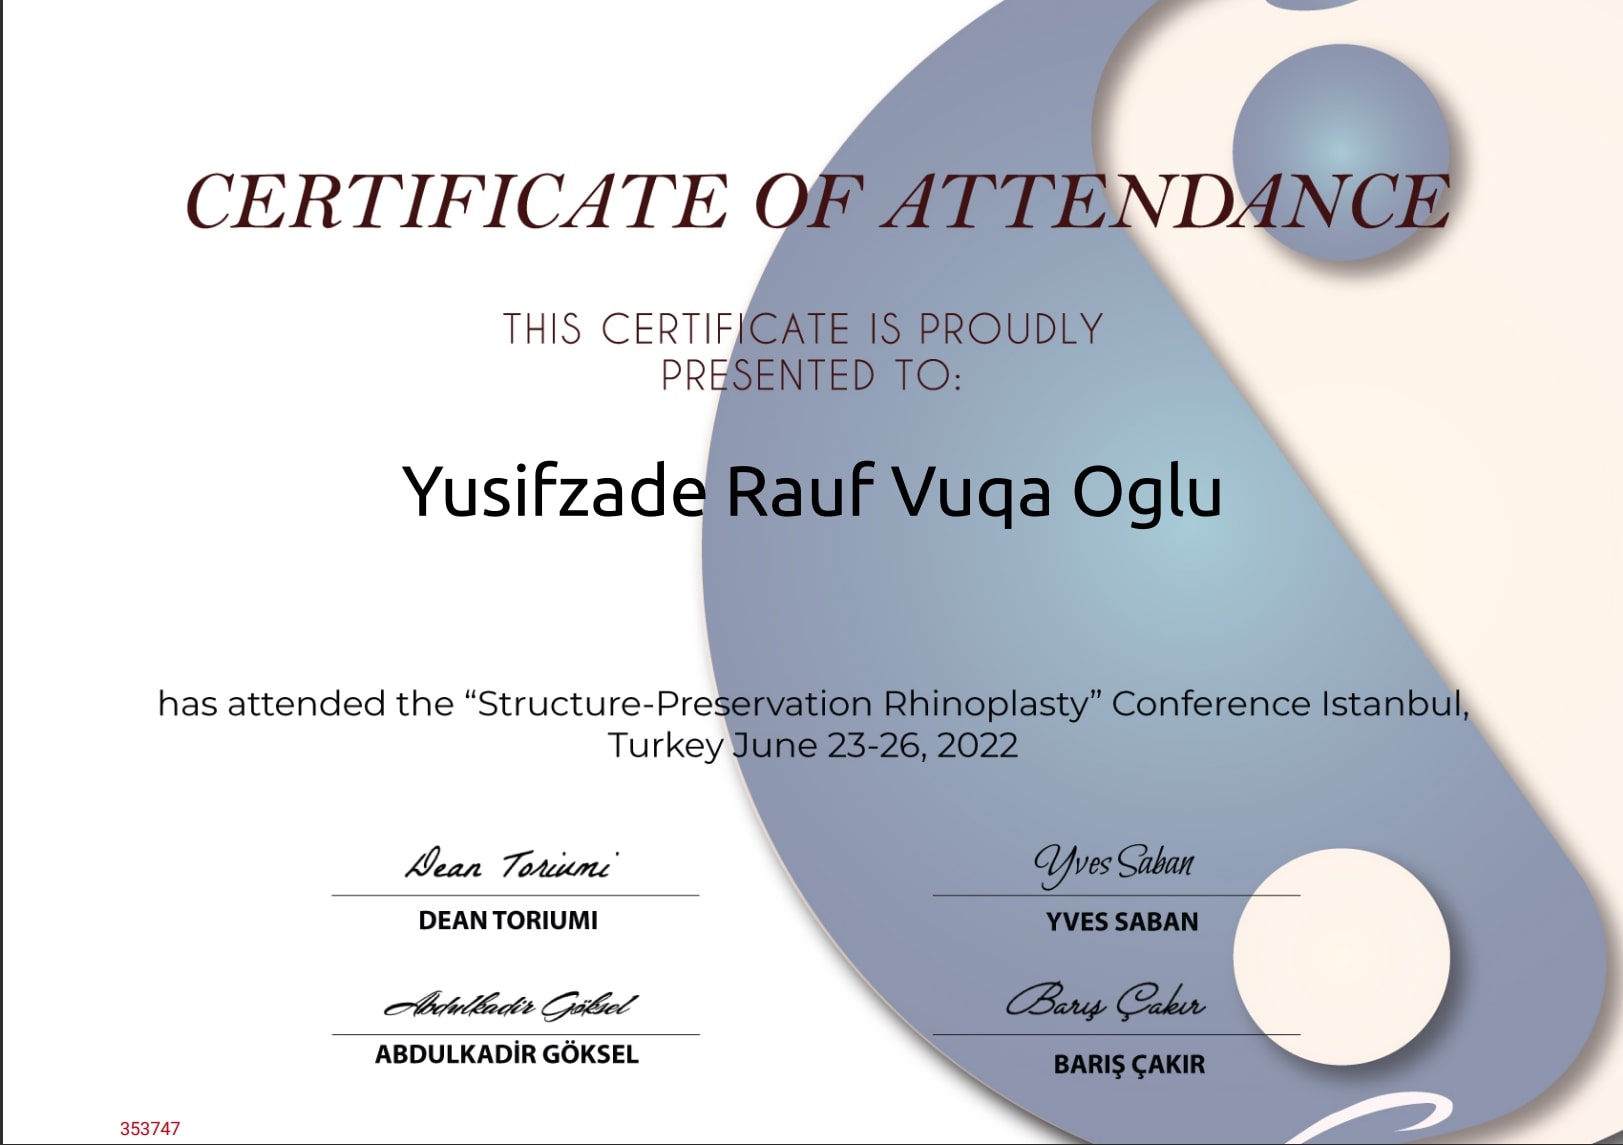 CERTIFICATE OF ATTENDANCE
THIS CERTIFICATE IS PROUDLY
PRESENTED TO:
Yusifzade Rauf Vuqa Oglu
has attended the “Structure-Preservation Rhinoplasty” Conference Istanbul,
Turkey June 23-26, 2022
Dean Toriumi
DEAN TORIUMI
Yves Saban
YVES SABAN
Abdulkadir Göksel
ABDULKADİR GÖKSEL
Barış Çakır
BARIŞ ÇAKIR
353747